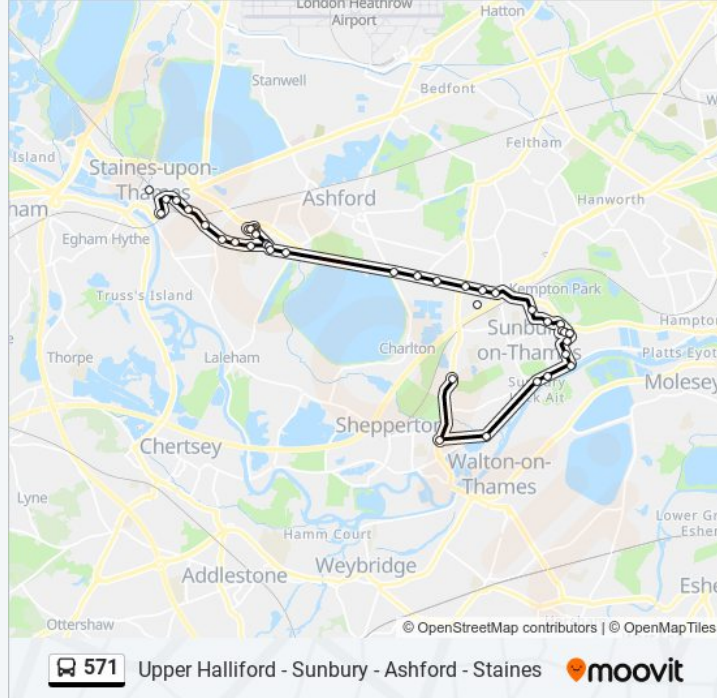 London Heathrow
Airport
Hatton
Stanwell
Bedfont
Island
Staines-upon-
Thames
Feltham
Ashford
Hanworth
ham
Egham Hythe
Truss's Island
Kempton Park
Sunbury-
on-Thames
Hampton
Charlton
Platts Eyot
Thorpe
Laleham
Molesey
Shepperton
Chertsey
Walton-on-
Thames
Lyne
Lower Gr
Esher
Hamm Court
Weybridge
Addlestone
Eshe
Ottershaw
© OpenStreetMap contributors | © OpenMapTiles
571 Upper Halliford - Sunbury - Ashford - Staines moovit